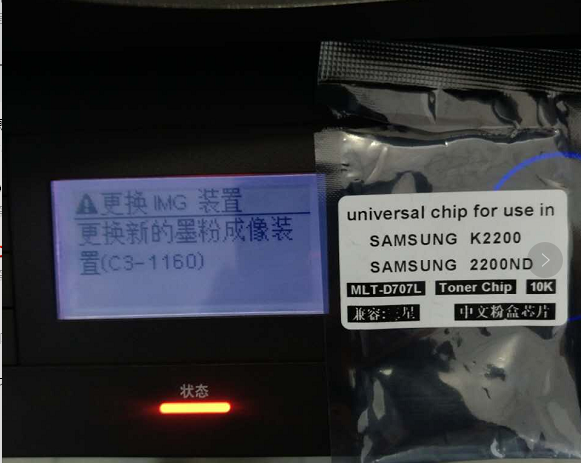 更换 IMG 装置
更换新的墨粉成像装
置(C3-1160)
状态
universal chip for use in
SAMSUNG K2200
SAMSUNG 2200ND
MLT-D707L Toner Chip 10K
兼容:三星 中文粉盒芯片